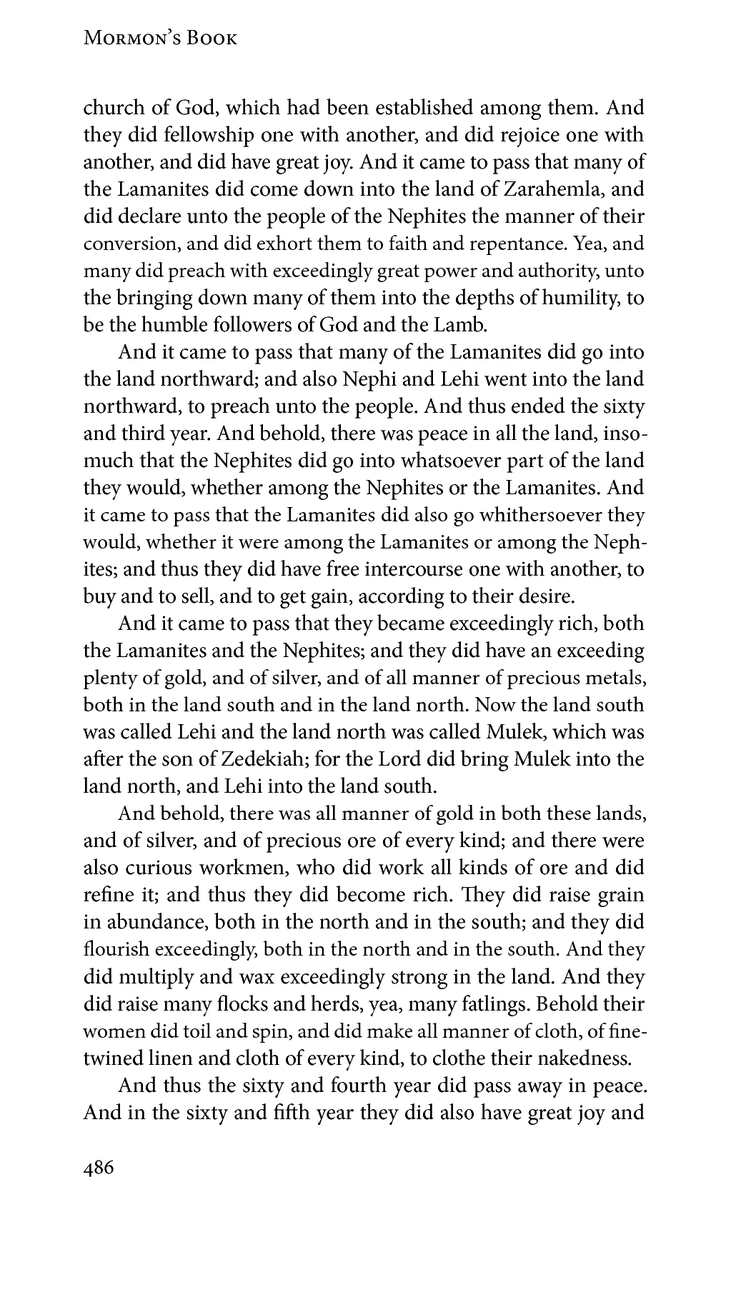 Mormon's Book
church of God, which had been established among them. And
they did fellowship one with another, and did rejoice one with
another, and did have great joy. And it came to pass that many of
the Lamanites did come down into the land of Zarahemla, and
did declare unto the people of the Nephites the manner of their
conversion, and did exhort them to faith and repentance. Yea, and
many did preach with exceedingly great power and authority, unto
the bringing down many of them into the depths of humility, to
be the humble followers of God and the Lamb.
And it came to pass that many of the Lamanites did go into
the land northward; and also Nephi and Lehi went into the land
northward, to preach unto the people. And thus ended the sixty
and third year. And behold, there was peace in all the land, inso-
much that the Nephites did go into whatsoever part of the land
they would, whether among the Nephites or the Lamanites. And
it came to pass that the Lamanites did also go whithersoever they
would, whether it were among the Lamanites or among the Neph-
ites; and thus they did have free intercourse one with another, to
buy and to sell, and to get gain, according to their desire.
And it came to pass that they became exceedingly rich, both
the Lamanites and the Nephites; and they did have an exceeding
plenty of gold, and of silver, and of all manner of precious metals,
both in the land south and in the land north. Now the land south
was called Lehi and the land north was called Mulek, which was
after the son of Zedekiah; for the Lord did bring Mulek into the
land north, and Lehi into the land south.
And behold, there was all manner of gold in both these lands,
and of silver, and of precious ore of every kind; and there were
also curious workmen, who did work all kinds of ore and did
refine it; and thus they did become rich. They did raise grain
in abundance, both in the north and in the south; and they did
flourish exceedingly, both in the north and in the south. And they
did multiply and wax exceedingly strong in the land. And they
did raise many flocks and herds, yea, many fatlings. Behold their
women did toil and spin, and did make all manner of cloth, of fine-
twined linen and cloth of every kind, to clothe their nakedness.
And thus the sixty and fourth year did pass away in peace.
And in the sixty and fifth year they did also have great joy and
486